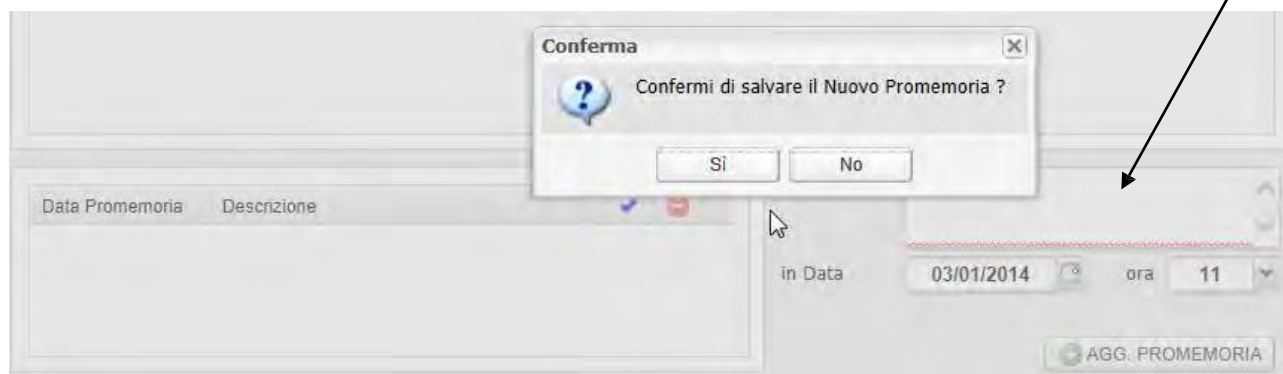 Conferma
Confermi di salvare il Nuovo Promemoria ?
Si No
Data Promemoria Descrizione
in Data 03/01/2014 ora 11
AGG. PROMEMORIA